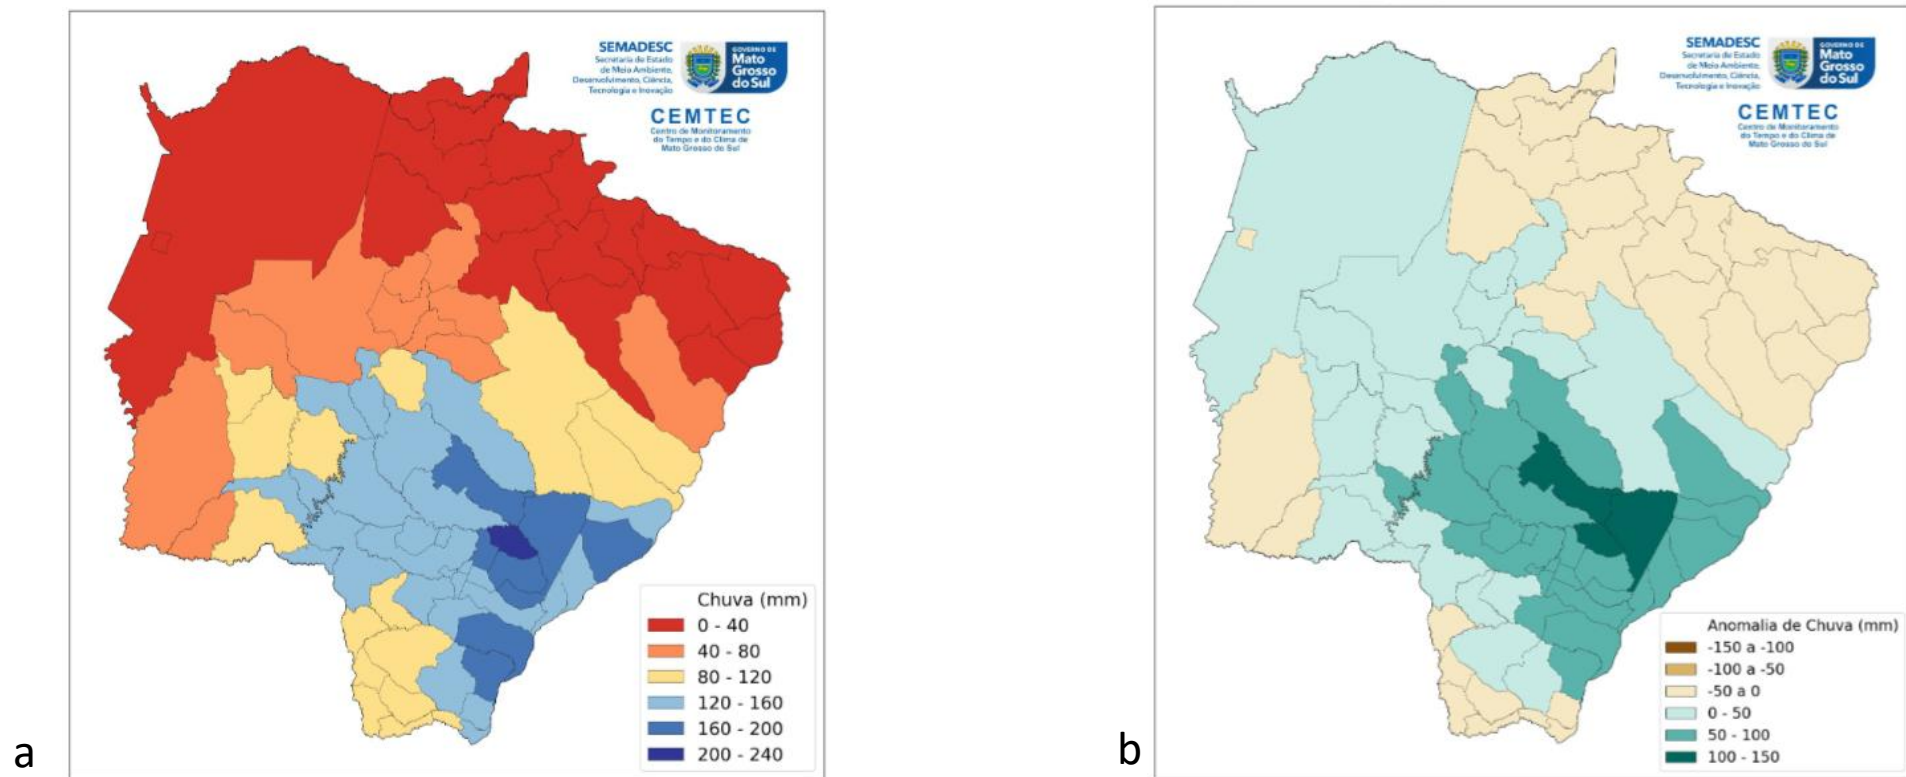 SEMADESC
Secretaria de Estado
de Meio Ambiente,
Desenvolvimento, Ciência,
Tecnologia e Inovação
GOVERNO DE
Mato
Grosso
do Sul
CEMTEC
Centro de Monitoramento
do Tempo e do Clima de
Mato Grosso do Sul
Chuva (mm)
0 - 40
40 - 80
80 - 120
120 - 160
160 - 200
200 - 240
a
SEMADESC
Secretaria de Estado
de Meio Ambiente,
Desenvolvimento, Ciência,
Tecnologia e Inovação
GOVERNO DE
Mato
Grosso
do Sul
CEMTEC
Centro de Monitoramento
do Tempo e do Clima de
Mato Grosso do Sul
Anomalia de Chuva (mm)
-150 a -100
-100 a -50
-50 a 0
0 - 50
50 - 100
100 - 150
b